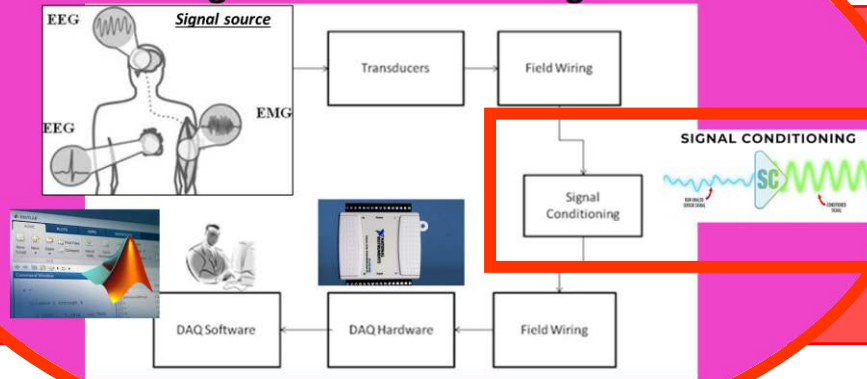 EEG
Signal source
Transducers
Field Wiring
EMG
EEG
SIGNAL CONDITIONING
SC
Signal
Conditioning
DAQ Software
DAQ Hardware
Field Wiring